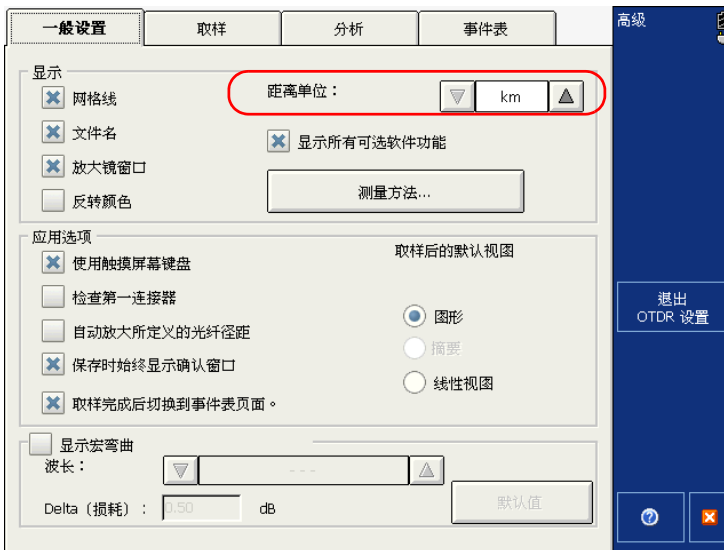 一般设置 取样 分析 事件表
高级
显示
网格线
距离单位：
km
文件名
显示所有可选软件功能
放大镜窗口
反转颜色
测量方法...
应用选项
使用触摸屏幕键盘
取样后的默认视图
检查第一连接器
自动放大所定义的光纤径距
图形
摘要
保存时始终显示确认窗口
线性视图
取样完成后切换到事件表页面。
退出
OTDR 设置
显示宏弯曲
波长：
- - -
Delta（损耗）：
0.50
dB
默认值